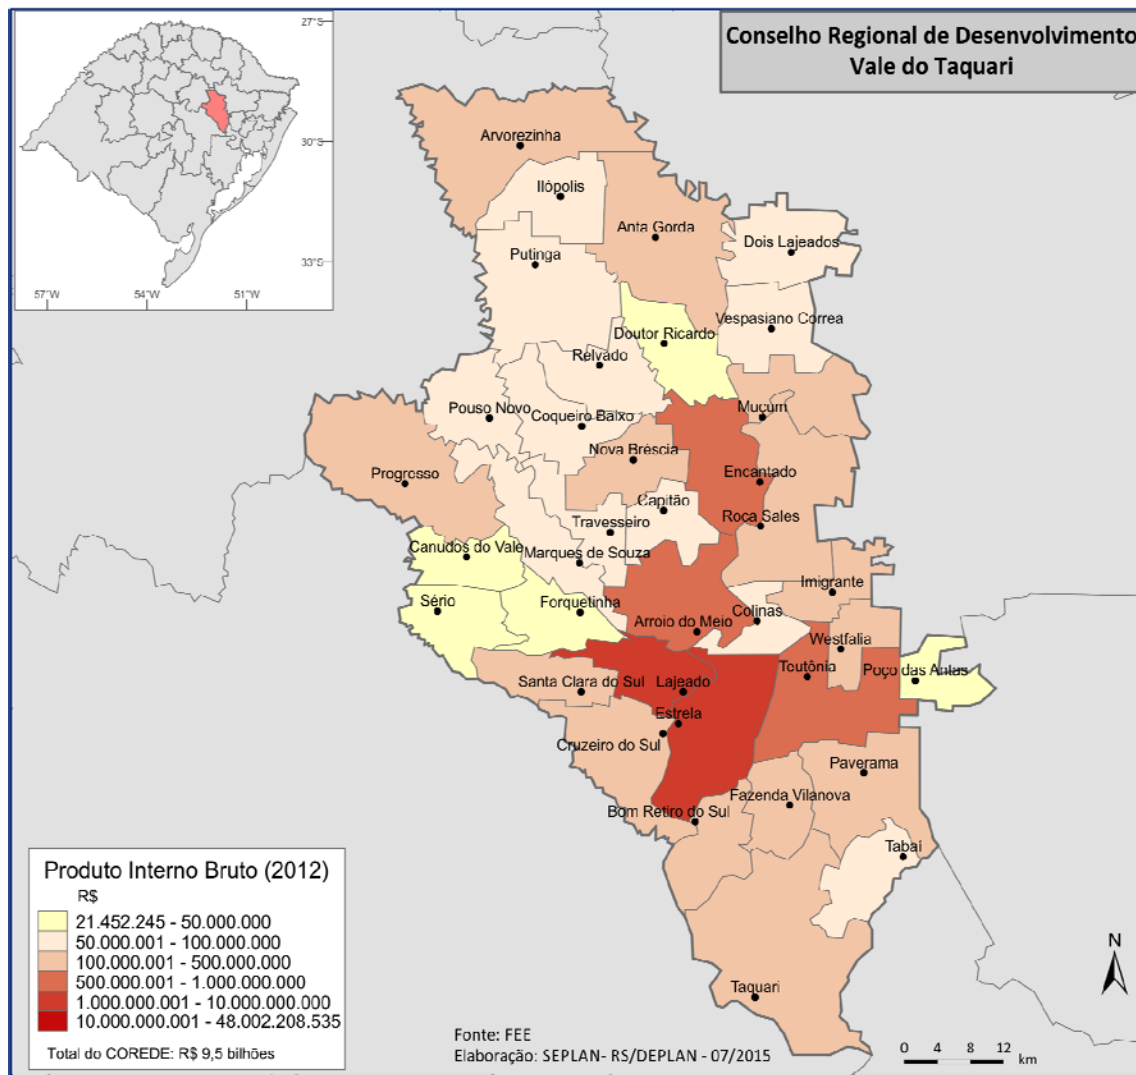 Conselho Regional de Desenvolvimento
Vale do Taquari
27°S
30°S
33°S
57°W
54°W
51°W
Arvorezinha
Ilópolis
Anta Gorda
Dois Lajeados
Putinga
Vespasiano Correa
Doutor Ricardo
Relvado
Pouso Novo
Coqueiro Baixo
Muçum
Nova Bréscia
Progresso
Encantado
Capitão
Roca Sales
Travesseiro
Canudos do Vale
Marques de Souza
Imigrante
Sério
Forquetinha
Colinas
Arroio do Meio
Westfalia
Teutônia
Poço das Antas
Santa Clara do Sul
Lajeado
Estrela
Cruzeiro do Sul
Paverama
Fazenda Vilanova
Bom Retiro do Sul
Tabaí
Taquari
Produto Interno Bruto (2012)
R$
21.452.245 - 50.000.000
50.000.001 - 100.000.000
100.000.001 - 500.000.000
500.000.001 - 1.000.000.000
1.000.000.001 - 10.000.000.000
10.000.000.001 - 48.002.208.535
Total do COREDE: R$ 9,5 bilhões
Fonte: FEE
Elaboração: SEPLAN- RS/DEPLAN - 07/2015
N
0 4 8 12
km